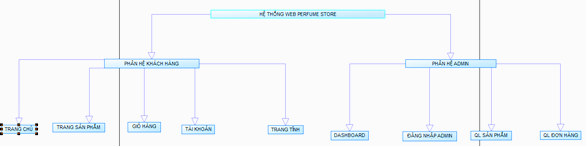 HỆ THỐNG WEB PERFUME STORE
PHÂN HỆ KHÁCH HÀNG
PHÂN HỆ ADMIN
TRANG CHỦ
TRANG SẢN PHẨM
GIỎ HÀNG
TÀI KHOẢN
TRANG TĨNH
DASHBOARD
ĐĂNG NHẬP ADMIN
QL SẢN PHẨM
QL ĐƠN HÀNG